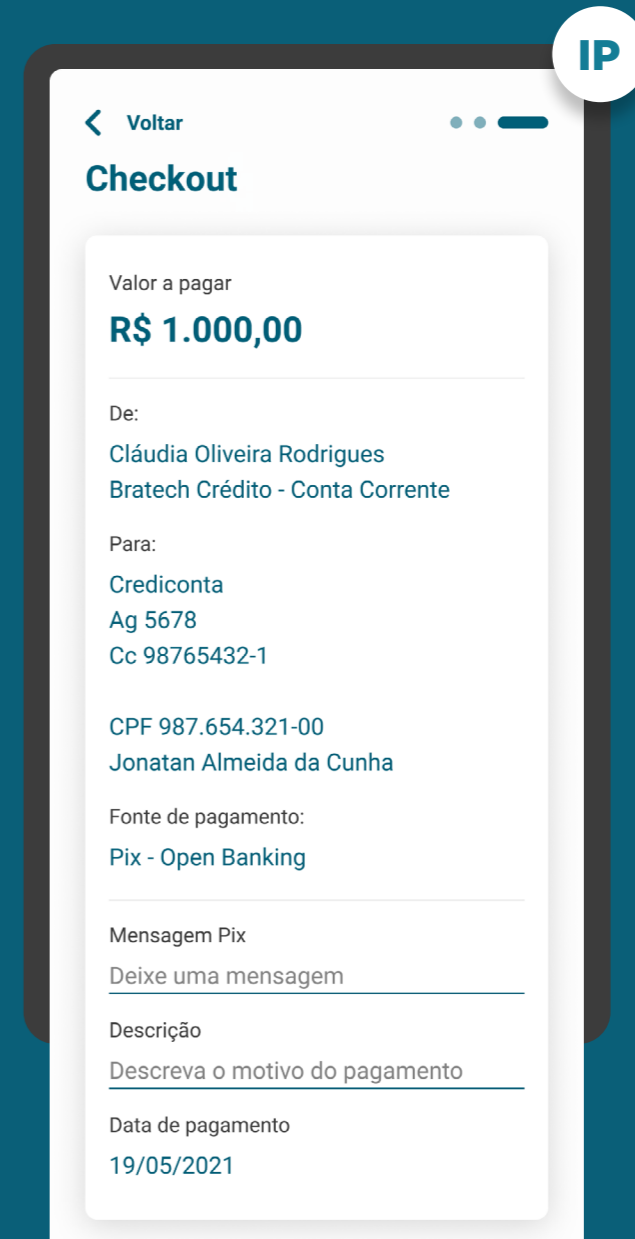 IP
Voltar
Checkout
Valor a pagar
R$ 1.000,00
De:
Cláudia Oliveira Rodrigues
Bratech Crédito - Conta Corrente
Para:
Crediconta
Ag 5678
Cc 98765432-1
CPF 987.654.321-00
Jonatan Almeida da Cunha
Fonte de pagamento:
Pix - Open Banking
Mensagem Pix
Deixe uma mensagem
Descrição
Descreva o motivo do pagamento
Data de pagamento
19/05/2021